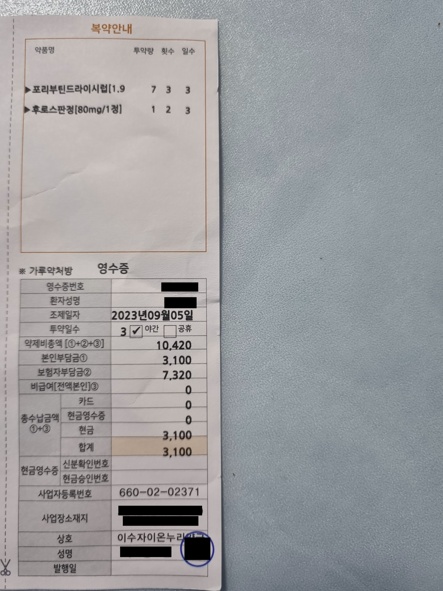 복약안내
약품명 투약량 횟수 일수
▶포리부틴드라이시럽[1.9 7 3 3
▶후로스판정[80mg/1정] 1 2 3
※ 가루약처방 영수증
영수증번호
환자성명
조제일자 2023년09월05일
투약일수 3 ✓야간 공휴
약제비총액 [①+②+③] 10,420
본인부담금① 3,100
보험자부담금② 7,320
비급여[전액본인]③ 0
총수납금액 ①+③
카드 0
현금영수증 0
현금 3,100
합계 3,100
현금영수증
신분확인번호
현금승인번호
사업자등록번호 660-02-02371
사업장소재지
상호 이수자이온누리
성명
발행일